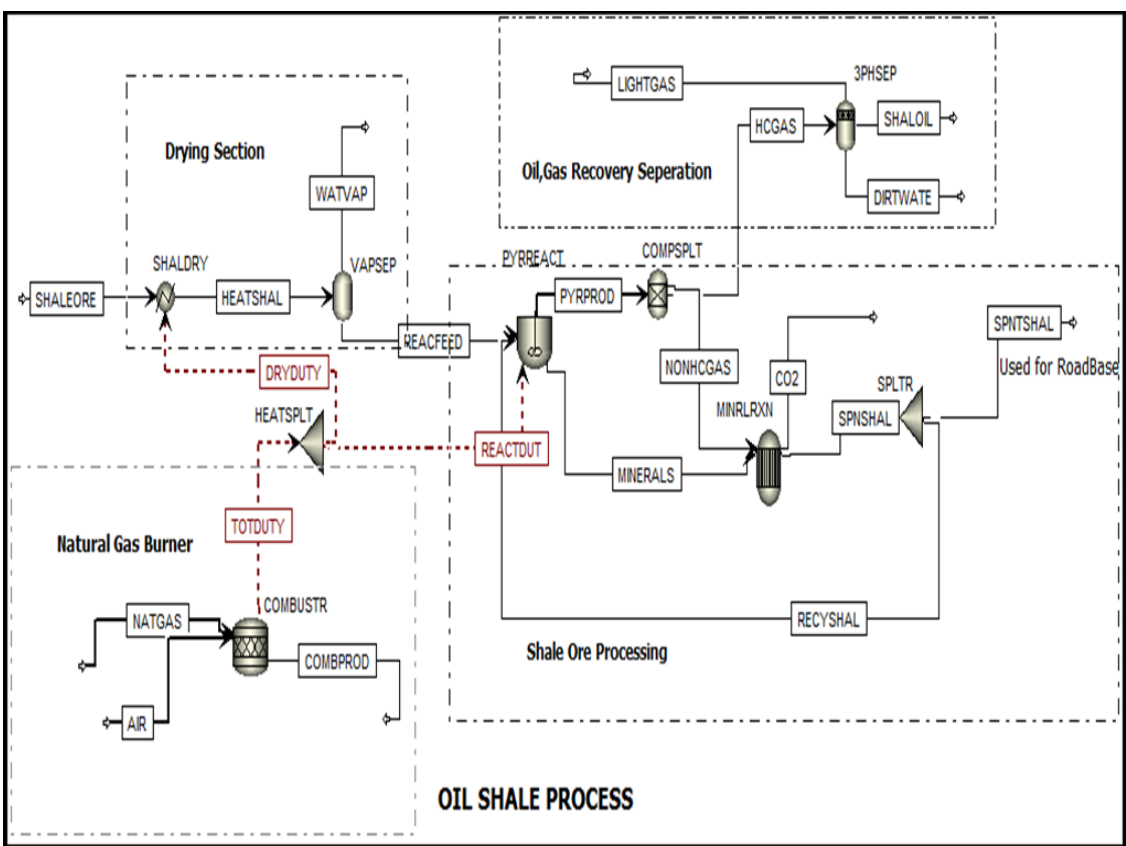 LIGHTGAS
3PHSEP
HCGAS
SHALOIL
Drying Section
Oil,Gas Recovery Seperation
WATVAP
DIRTWATE
SHALDRY
VAPSEP
PYRREACT
COMPSPLT
SHALEORE
HEATSHAL
PYRPROD
SPNTSHAL
REACFEED
Used for RoadBase
DRYDUTY
NONHCGAS
CO2
SPLTR
HEATSPLT
MINRLRXN
SPNSHAL
REACTDUT
MINERALS
TOTDUTY
Natural Gas Burner
COMBUSTR
NATGAS
RECYSHAL
COMBPROD
Shale Ore Processing
AIR
OIL SHALE PROCESS